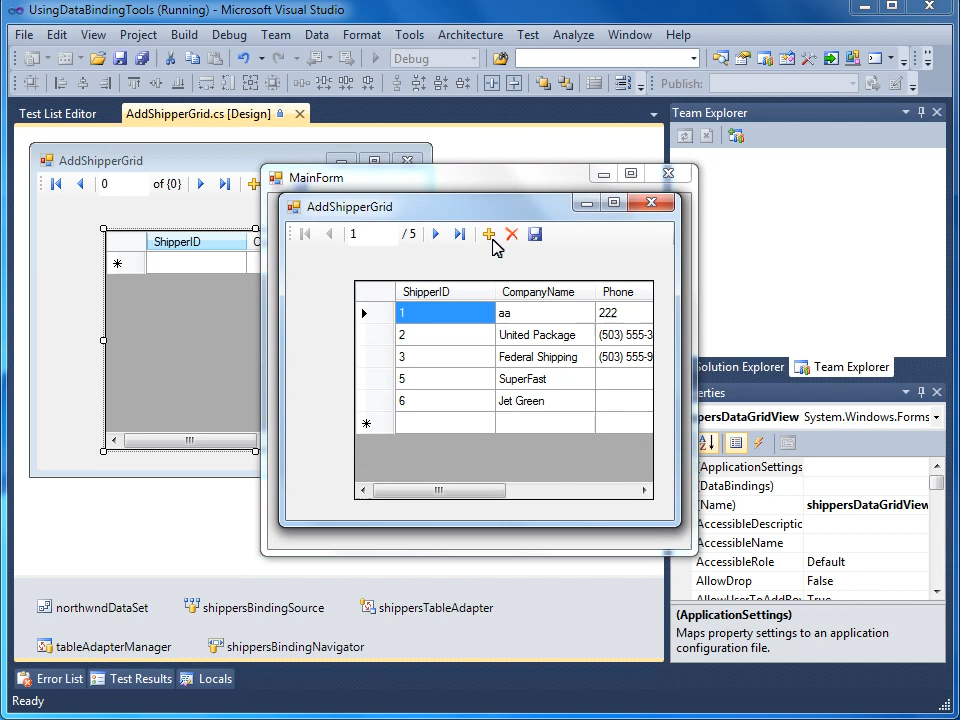 UsingDataBindingTools (Running) - Microsoft Visual Studio
File Edit View Project Build Debug Team Data Format Tools Architecture Test Analyze Window Help
Debug
Publish:
Test List Editor AddShipperGrid.cs [Design]
Team Explorer
AddShipperGrid
0 of {0}
ShipperID C
MainForm
AddShipperGrid
1 / 5
ShipperID CompanyName Phone
1 aa 222
2 United Package (503) 555-3
3 Federal Shipping (503) 555-9
5 SuperFast
6 Jet Green
olution Explorer Team Explorer
erties
persDataGridView System.Windows.Forms
(ApplicationSettings
(DataBindings)
(Name) shippersDataGridView
AccessibleDescriptic
AccessibleName
AccessibleRole Default
AllowDrop False
AllowUserToAddRov True
(ApplicationSettings)
Maps property settings to an application
configuration file.
northwndDataSet shippersBindingSource shippersTableAdapter
tableAdapterManager shippersBindingNavigator
Error List Test Results Locals
Ready